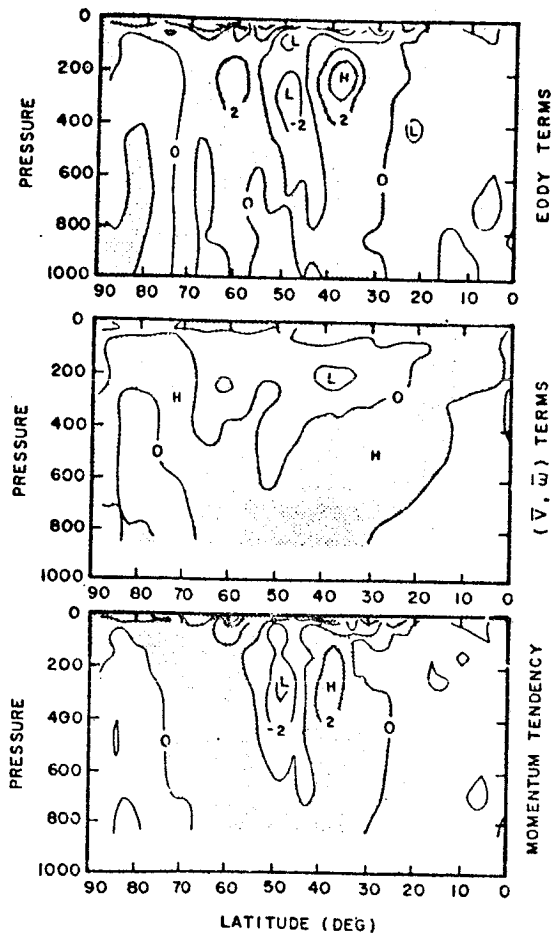 0
200
400
600
800
1000
PRESSURE
L
H
L
2
-2
2
L
0
0
0
90 80 70 60 50 40 30 20 10 0
EDDY TERMS
0
200
400
600
800
1000
PRESSURE
L
H
0
0
H
90 80 70 60 50 40 30 20 10 0
(V̅, ω̅) TERMS
0
200
400
600
800
1000
PRESSURE
L
H
-2
2
0
0
90 80 70 60 50 40 30 20 10 0
MOMENTUM TENDENCY
LATITUDE (DEG)